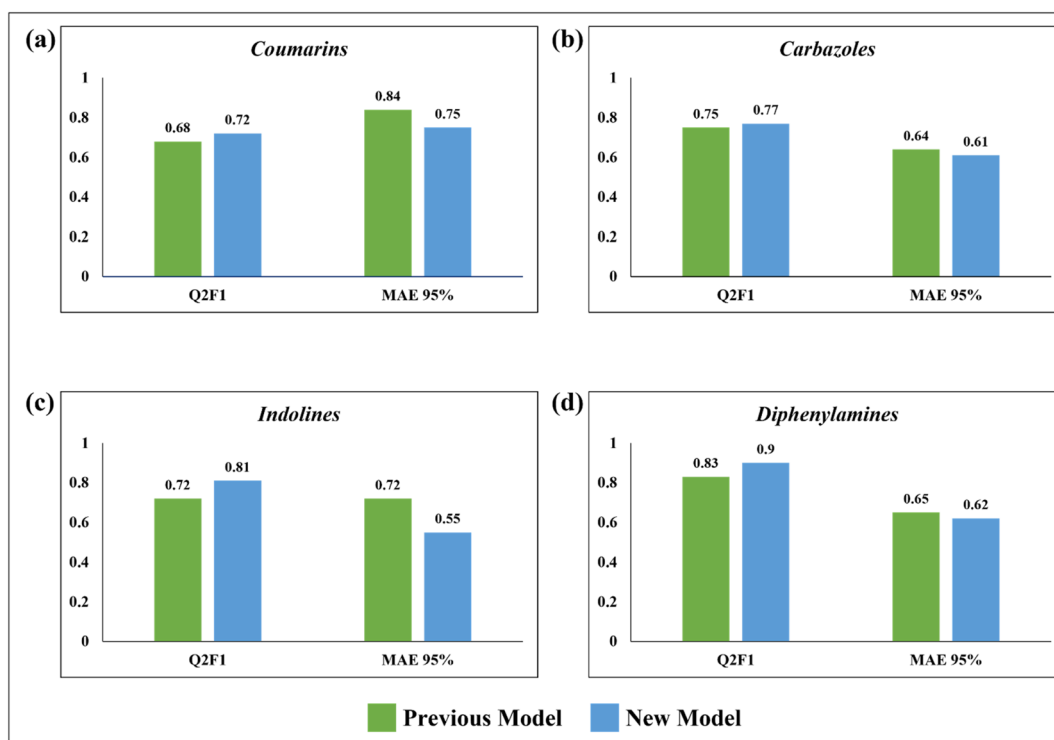 (a)
Coumarins
1
0.8
0.6
0.4
0.2
0
0.68
0.72
0.84
0.75
Q2F1
MAE 95%
(b)
Carbazoles
1
0.8
0.6
0.4
0.2
0
0.75
0.77
0.64
0.61
Q2F1
MAE 95%
(c)
Indolines
1
0.8
0.6
0.4
0.2
0
0.72
0.81
0.72
0.55
Q2F1
MAE 95%
(d)
Diphenylamines
1
0.8
0.6
0.4
0.2
0
0.83
0.9
0.65
0.62
Q2F1
MAE 95%
Previous Model
New Model